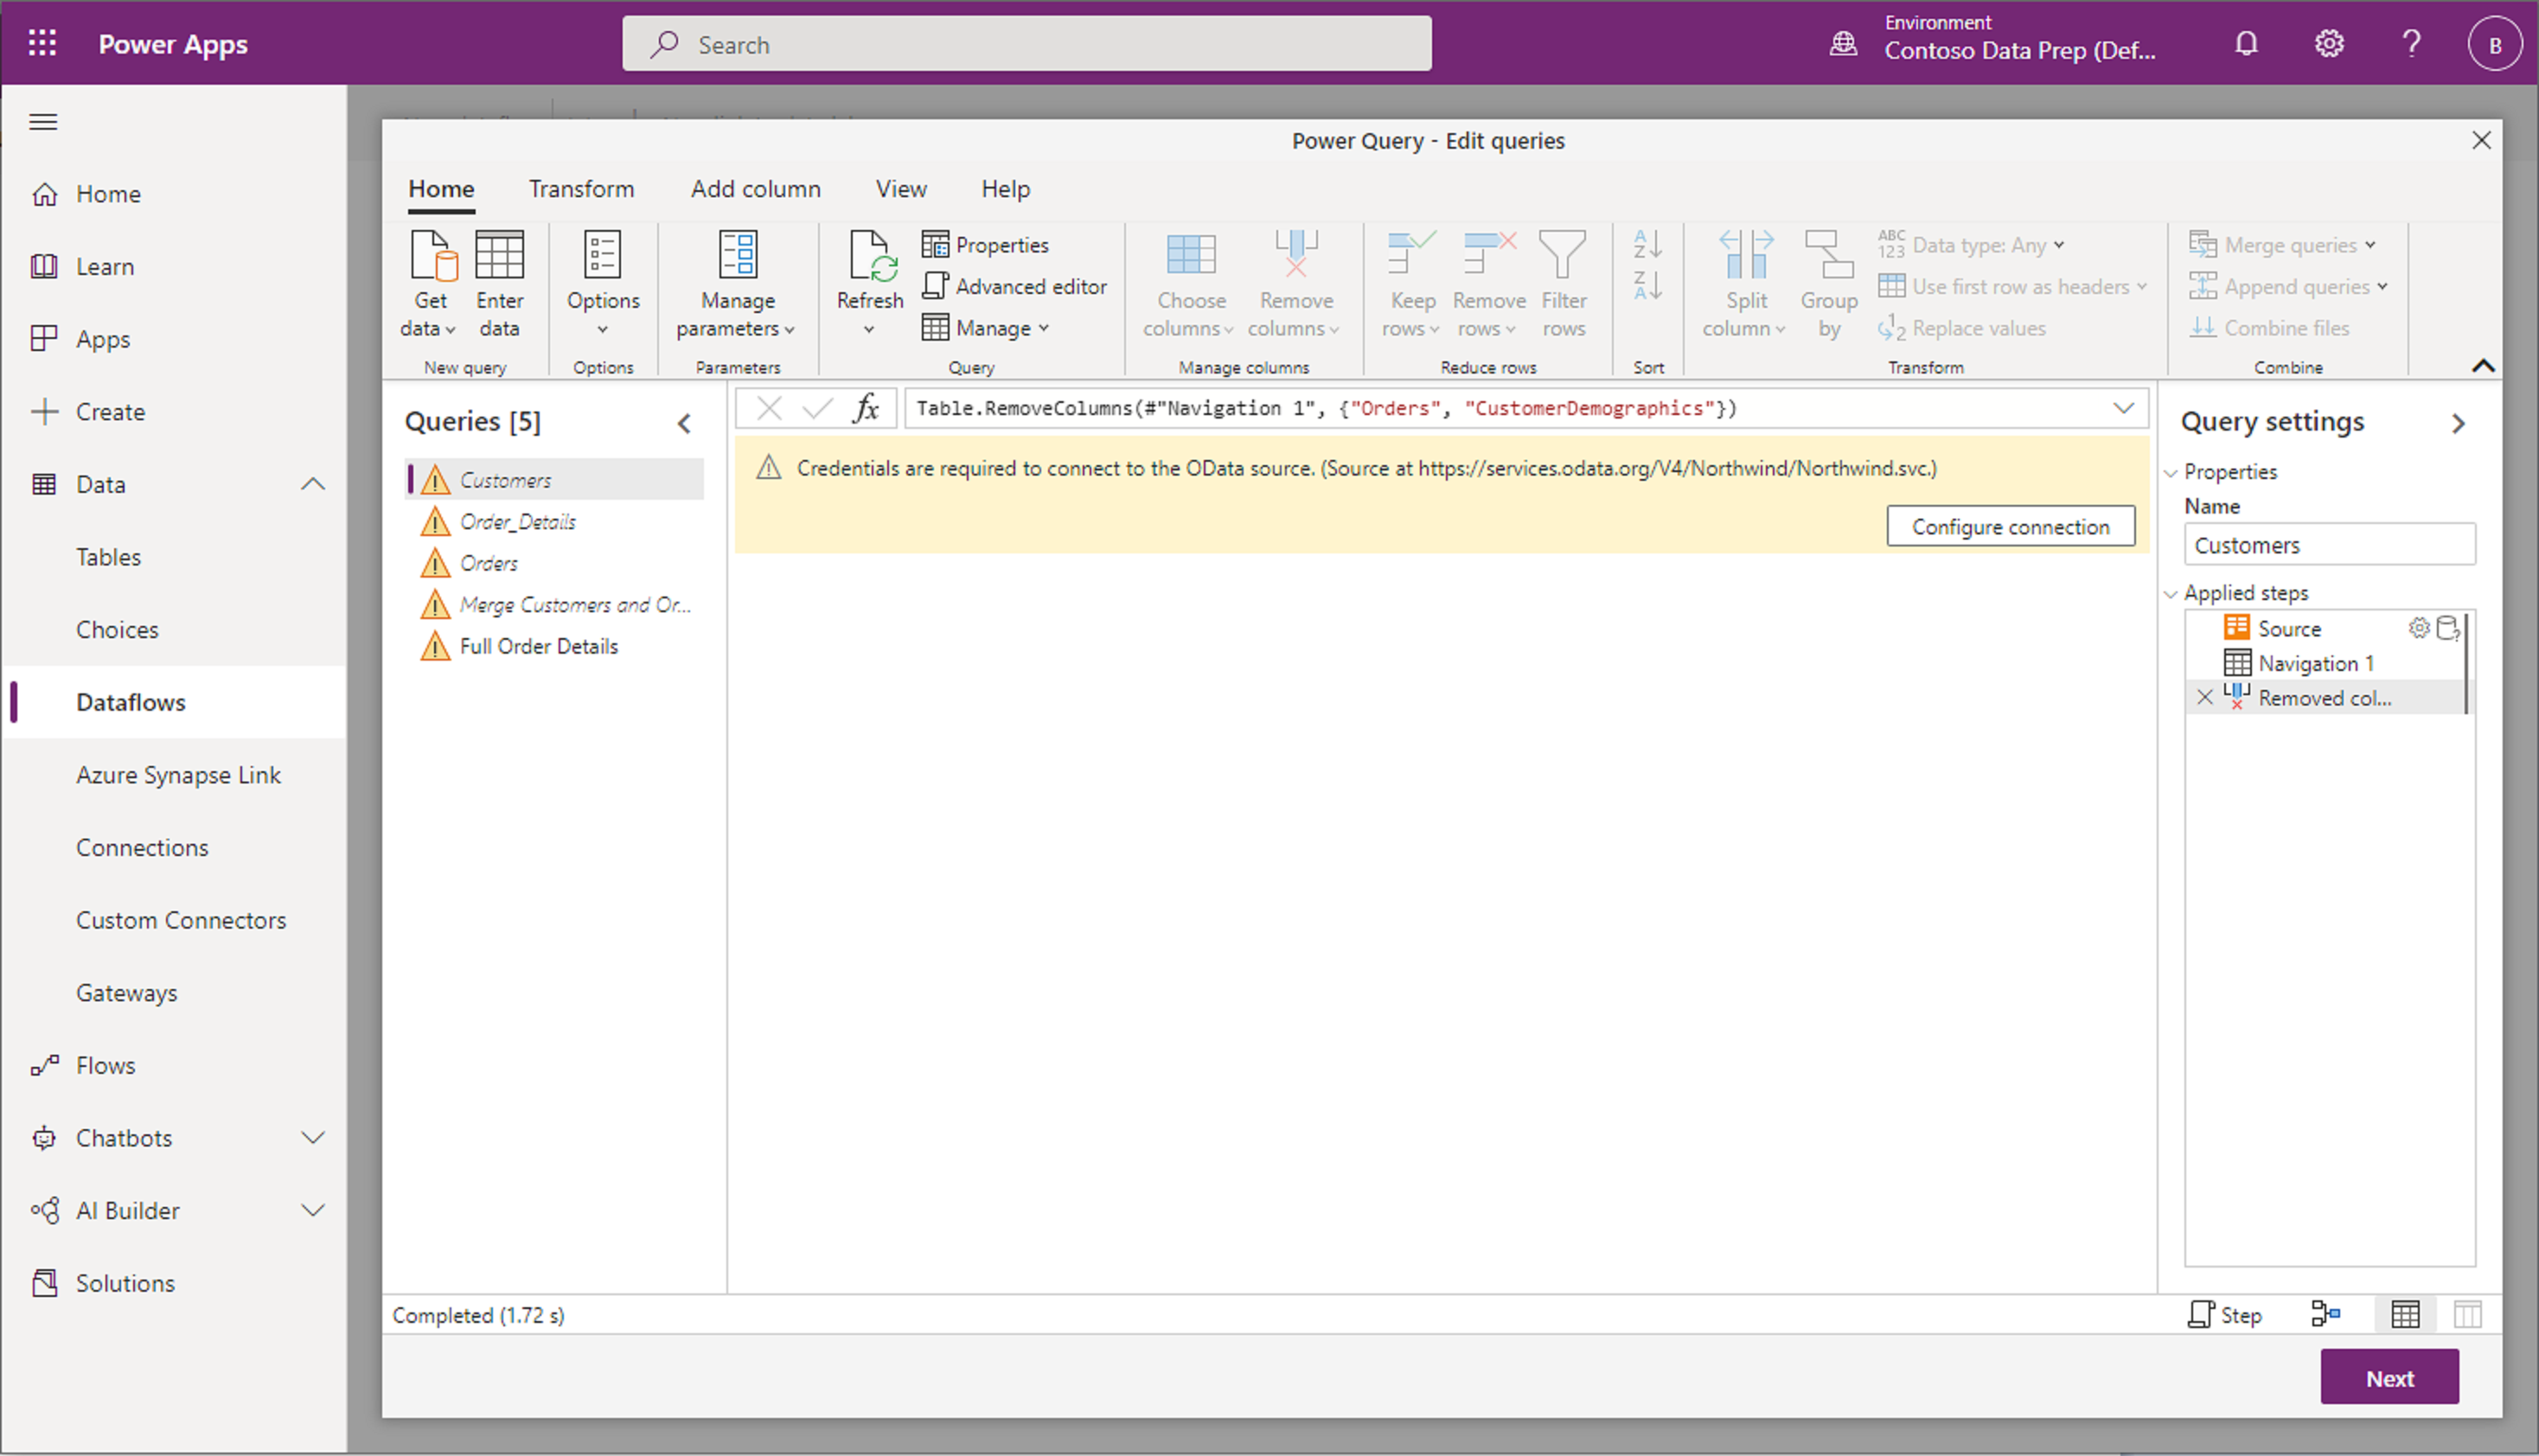 Power Apps
Search
Environment
Contoso Data Prep (Def...
B
Home
Learn
Apps
Create
Data
Tables
Choices
Dataflows
Azure Synapse Link
Connections
Custom Connectors
Gateways
Flows
Chatbots
AI Builder
Solutions
Power Query - Edit queries
Home Transform Add column View Help
Get data
Enter data
New query
Options
Options
Manage parameters
Parameters
Refresh
Properties
Advanced editor
Manage
Query
Choose columns
Remove columns
Manage columns
Keep rows
Remove rows
Filter rows
Reduce rows
A Z
Z A
Sort
Split column
Group by
ABC 123 Data type: Any
Use first row as headers
1 2 Replace values
Transform
Merge queries
Append queries
Combine files
Combine
Queries [5]
Customers
Order_Details
Orders
Merge Customers and Or...
Full Order Details
fx
Table.RemoveColumns(#"Navigation 1", {"Orders", "CustomerDemographics"})
Credentials are required to connect to the OData source. (Source at https://services.odata.org/V4/Northwind/Northwind.svc.)
Configure connection
Query settings
Properties
Name
Customers
Applied steps
Source
Navigation 1
Removed col...
Completed (1.72 s)
Step
Next